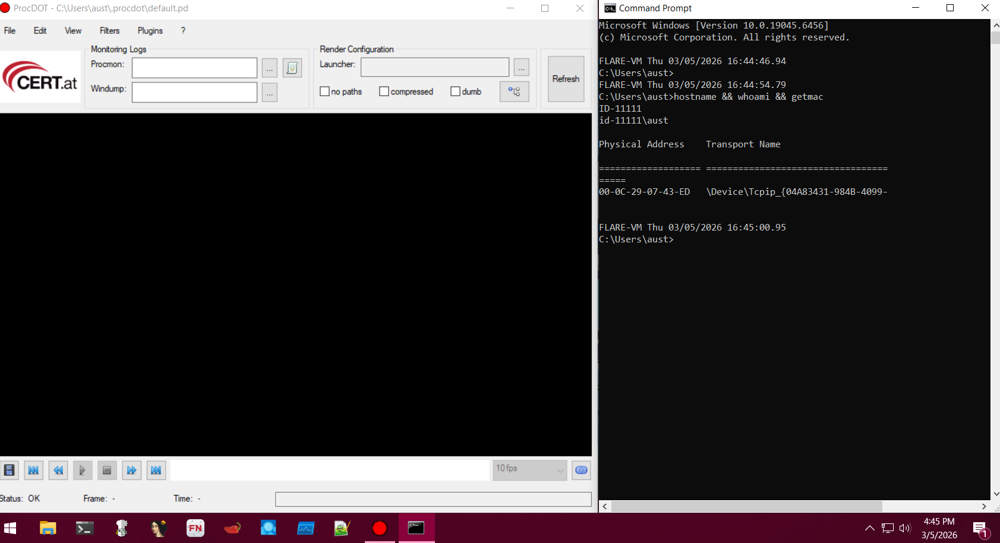 ProcDOT - C:\Users\aust\.procdot\default.pd
File Edit View Filters Plugins ?
CERT.at
Monitoring Logs
Procmon:
...
Windump:
...
Render Configuration
Launcher:
...
no paths compressed dumb
Refresh
10 fps
Status: OK Frame: - Time: -
Command Prompt
Microsoft Windows [Version 10.0.19045.6456]
(c) Microsoft Corporation. All rights reserved.
FLARE-VM Thu 03/05/2026 16:44:46.94
C:\Users\aust>
FLARE-VM Thu 03/05/2026 16:44:54.79
C:\Users\aust>hostname && whoami && getmac
ID-11111
id-11111\aust
Physical Address Transport Name
=================== ==================================
=====
00-0C-29-07-43-ED \Device\Tcpip_{04A83431-984B-4099-
FLARE-VM Thu 03/05/2026 16:45:00.95
C:\Users\aust>
FN
4:45 PM
3/5/2026
1